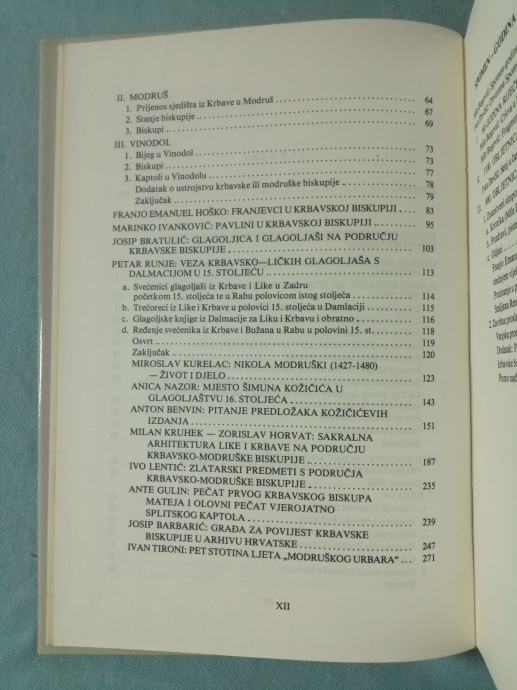 II. MODRUŠ
1. Prijenos sjedišta iz Krbave u Modruš 64
2. Stanje biskupije 67
3. Biskupi 69
III. VINODOL 73
1. Bijeg u Vinodol 73
2. Biskupi 77
3. Kaptoli u Vinodolu 77
Dodatak o ustrojstvu krbavske ili modruške biskupije 78
Zaključak 79
FRANJO EMANUEL HOŠKO: FRANJEVCI U KRBAVSKOJ BISKUPIJI 83
MARINKO IVANKOVIĆ: PAVLINI U KRBAVSKOJ BISKUPIJI 95
JOSIP BRATULIĆ: GLAGOLJICA I GLAGOLJAŠI NA PODRUČJU
KRBAVSKE BISKUPIJE 103
PETAR RUNJE: VEZA KRBAVSKO—LIČKIH GLAGOLJAŠA S
DALMACIJOM U 15. STOLJEĆU 113
a. Svećenici glagoljaši iz Krbave i Like u Zadru
početkom 15. stoljeća te u Rabu polovicom istog stoljeća 114
b. Trećoreci iz Like i Krbave u polovici 15. stoljeća u Damlaciji 116
c. Glagoljske knjige iz Dalmacije za Liku i Krbavu i obratno 116
d. Ređenje svećenika iz Krbave i Bužana u Rabu u polovini 15. st. 118
Osvrt 119
Zaključak 120
MIROSLAV KURELAC: NIKOLA MODRUŠKI (1427-1480)
— ŽIVOT I DJELO 123
ANICA NAZOR: MJESTO ŠIMUNA KOŽIČIĆA U
GLAGOLJAŠTVU 16. STOLJEĆA 143
ANTON BENVIN: PITANJE PREDLOŽAKA KOŽIČIĆEVIH
IZDANJA 151
MILAN KRUHEK — ZORISLAV HORVAT: SAKRALNA
ARHITEKTURA LIKE I KRBAVE NA PODRUČJU
KRBAVSKO-MODRUŠKE BISKUPIJE 187
IVO LENTIĆ: ZLATARSKI PREDMETI S PODRUČJA
KRBAVSKO-MODRUŠKE BISKUPIJE 235
ANTE GULIN: PEČAT PRVOG KRBAVSKOG BISKUPA
MATEJA I OLOVNI PEČAT VJEROJATNO
SPLITSKOG KAPTOLA 239
JOSIP BARBARIĆ: GRAĐA ZA POVIJEST KRBAVSKE
BISKUPIJE U ARHIVU HRVATSKE 247
IVAN TIRONI: PET STOTINA LJETA „MODRUŠKOG URBARA“ 271
XII
SPOMEN—GODINA